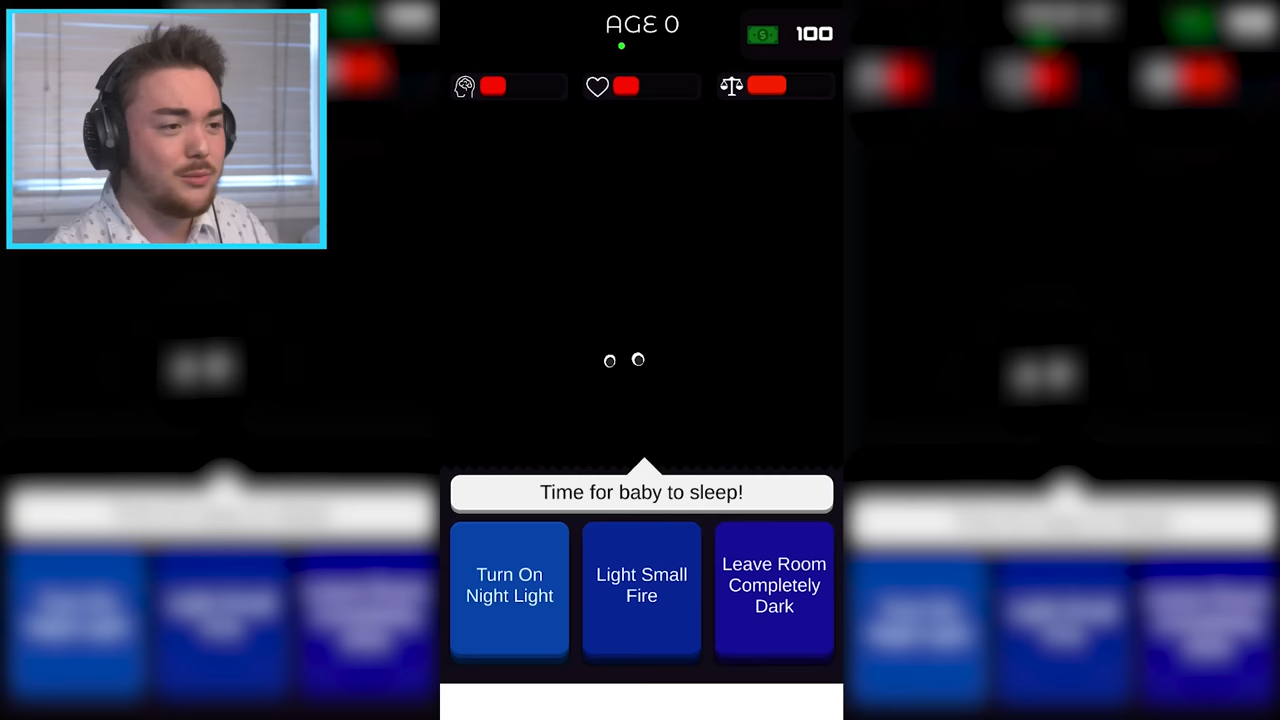 AGE 0
100
Time for baby to sleep!
Turn On
Night Light
Light Small
Fire
Leave Room
Completely
Dark